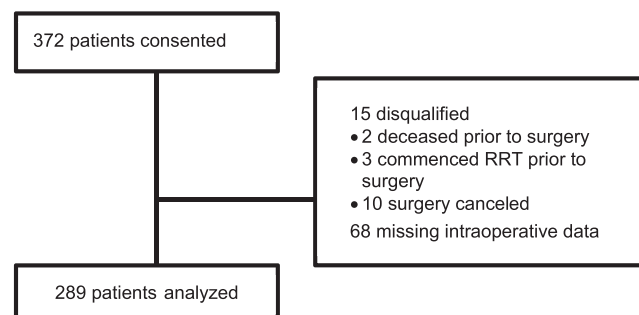 372 patients consented
15 disqualified
• 2 deceased prior to surgery
• 3 commenced RRT prior to
surgery
• 10 surgery canceled
68 missing intraoperative data
289 patients analyzed